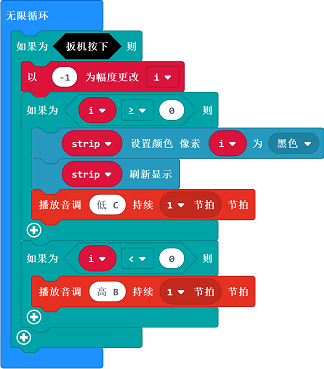 无限循环
如果为 扳机按下 则
以 -1 为幅度更改 i
如果为 i ≥ 0 则
strip 设置颜色 像素 i 为 黑色
strip 刷新显示
播放音调 低 C 持续 1 节拍 节拍
如果为 i < 0 则
播放音调 高 B 持续 1 节拍 节拍